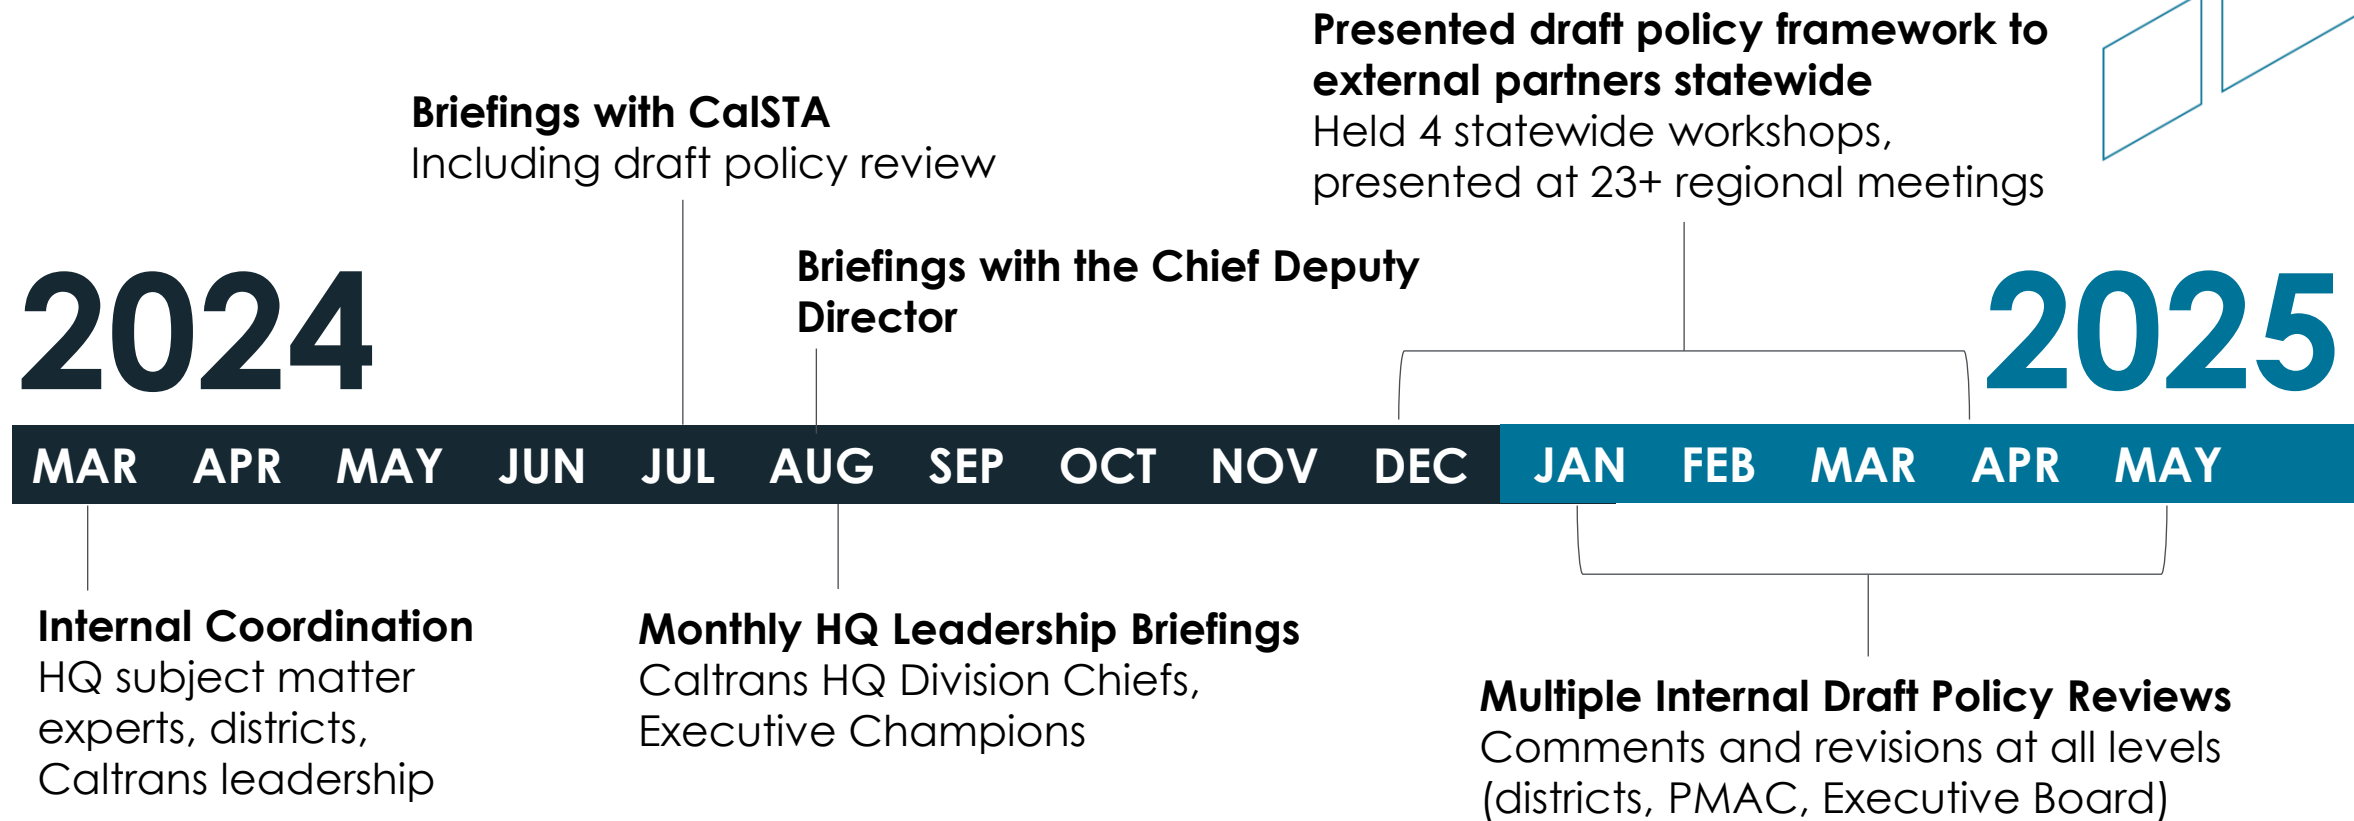 Presented draft policy framework to
external partners statewide
Held 4 statewide workshops,
presented at 23+ regional meetings
Briefings with CalSTA
Including draft policy review
Briefings with the Chief Deputy
Director
2024
2025
MAR APR MAY JUN JUL AUG SEP OCT NOV DEC JAN FEB MAR APR MAY
Internal Coordination
HQ subject matter
experts, districts,
Caltrans leadership
Monthly HQ Leadership Briefings
Caltrans HQ Division Chiefs,
Executive Champions
Multiple Internal Draft Policy Reviews
Comments and revisions at all levels
(districts, PMAC, Executive Board)